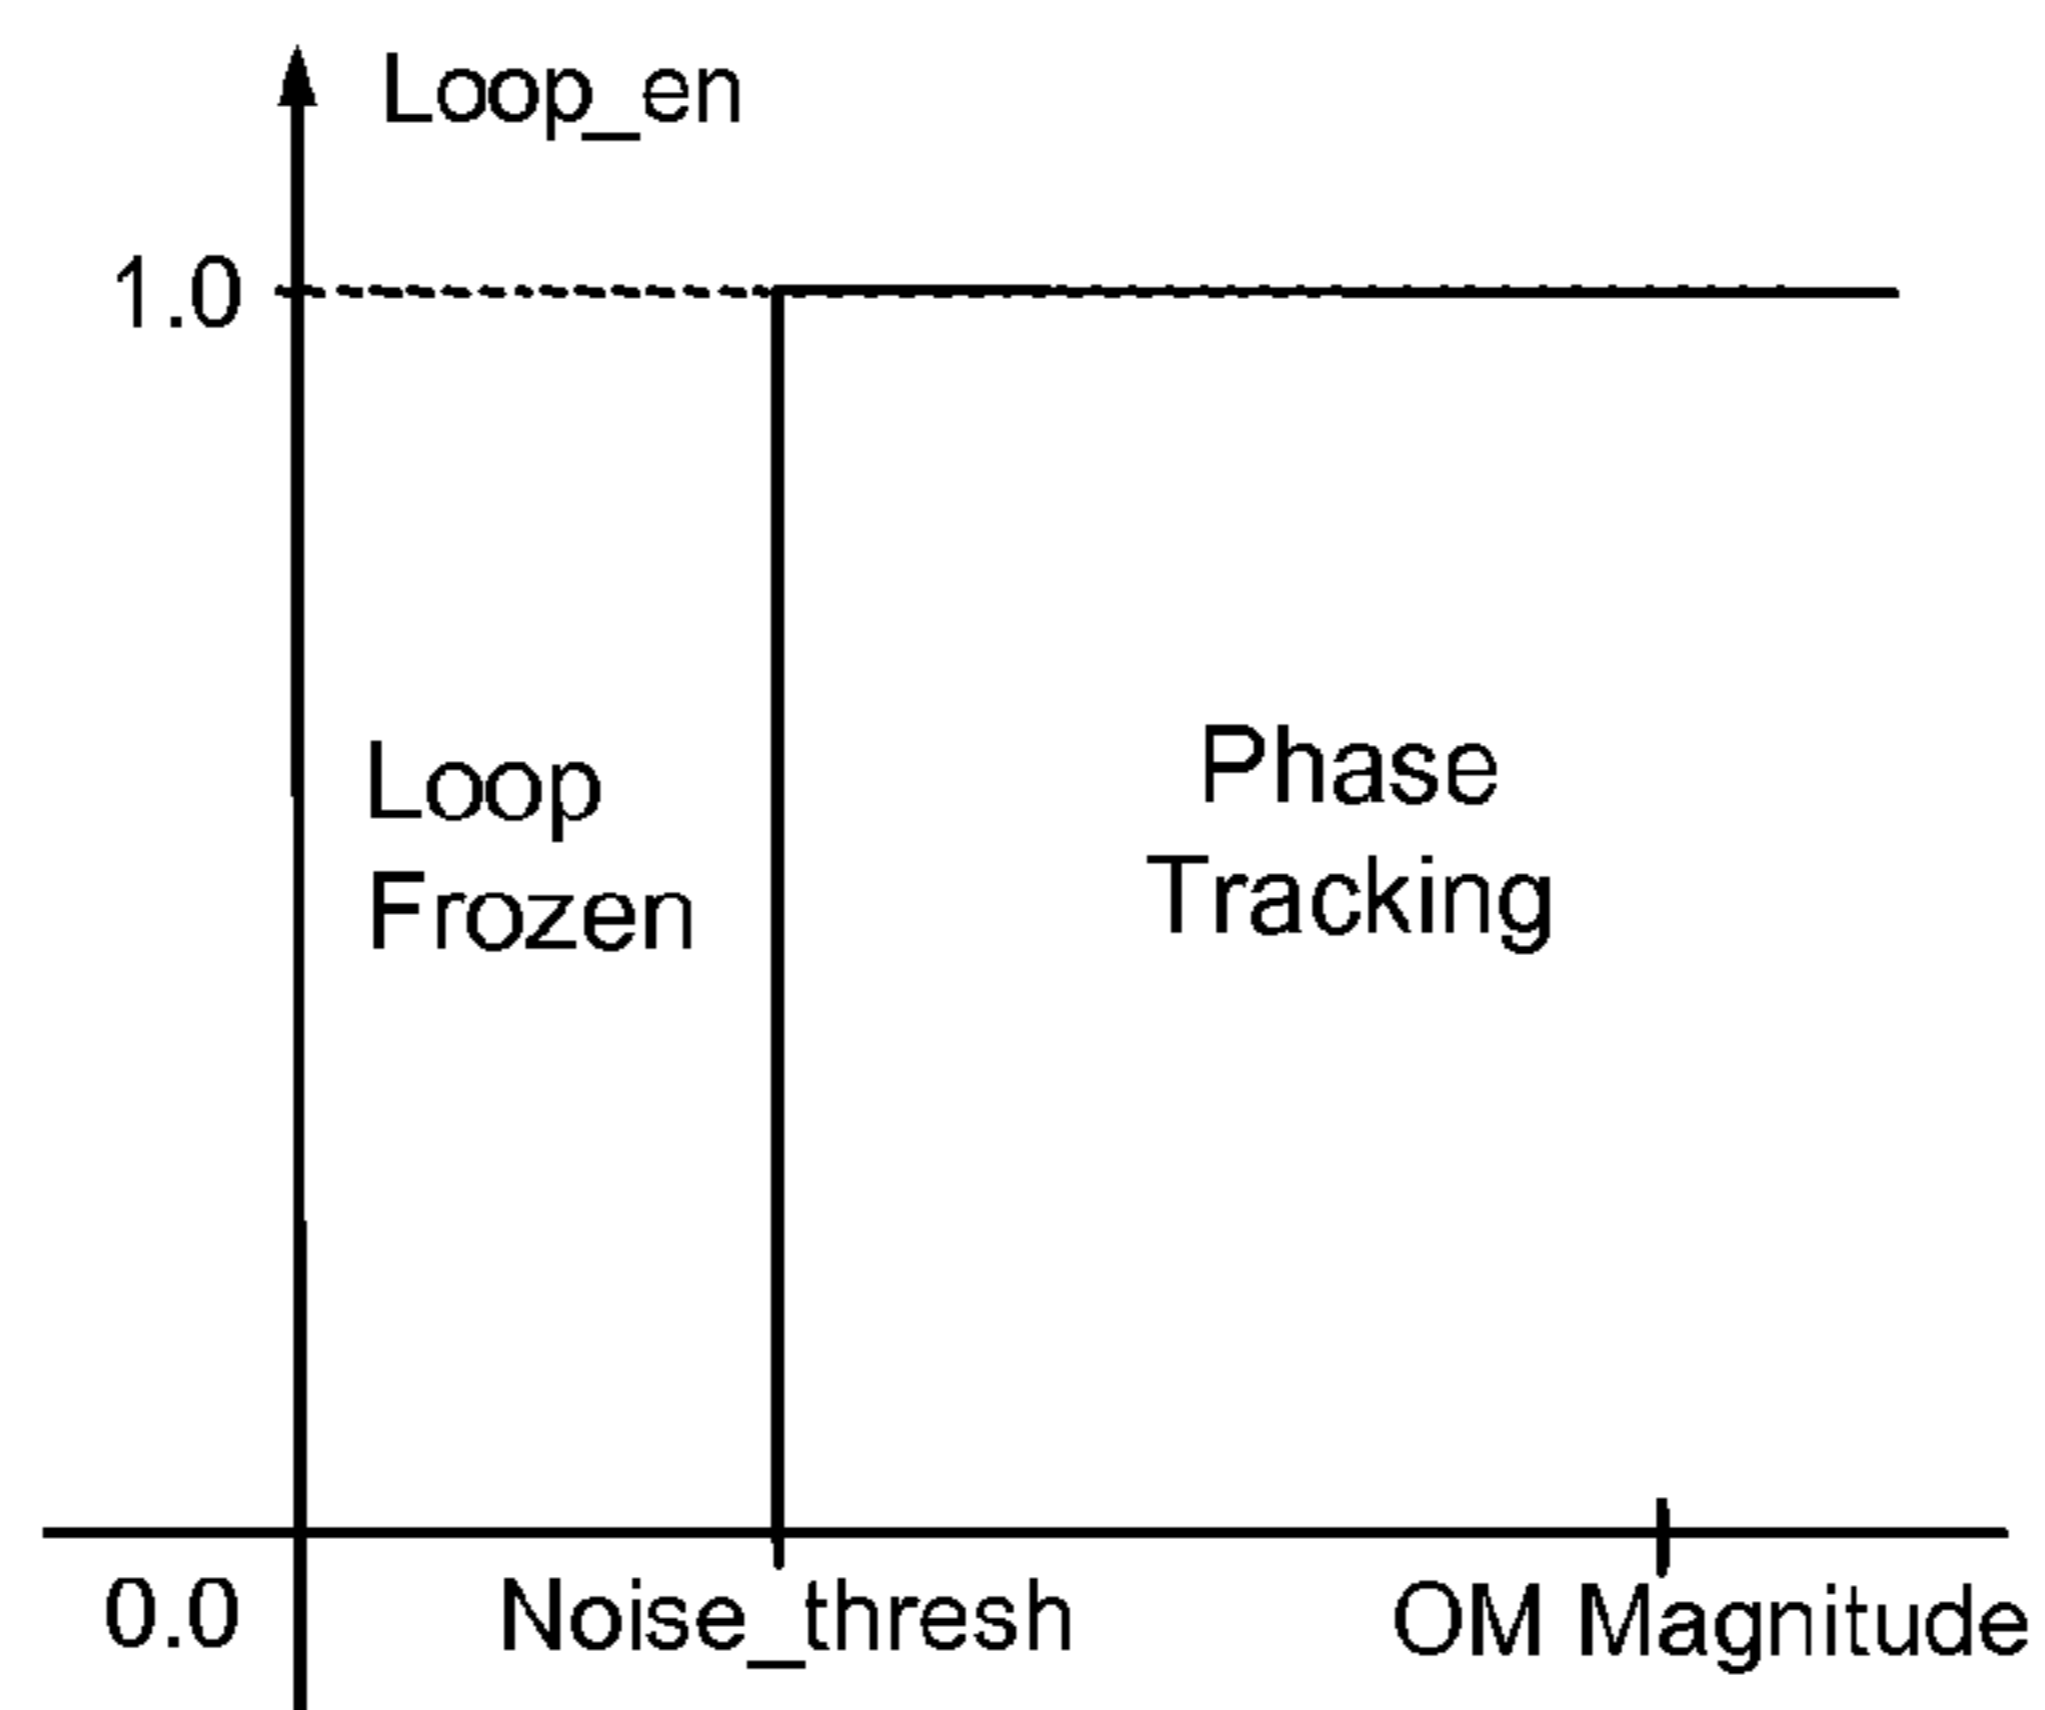 Loop_en
1.0
Loop
Frozen
Phase
Tracking
0.0
Noise_thresh
OM Magnitude